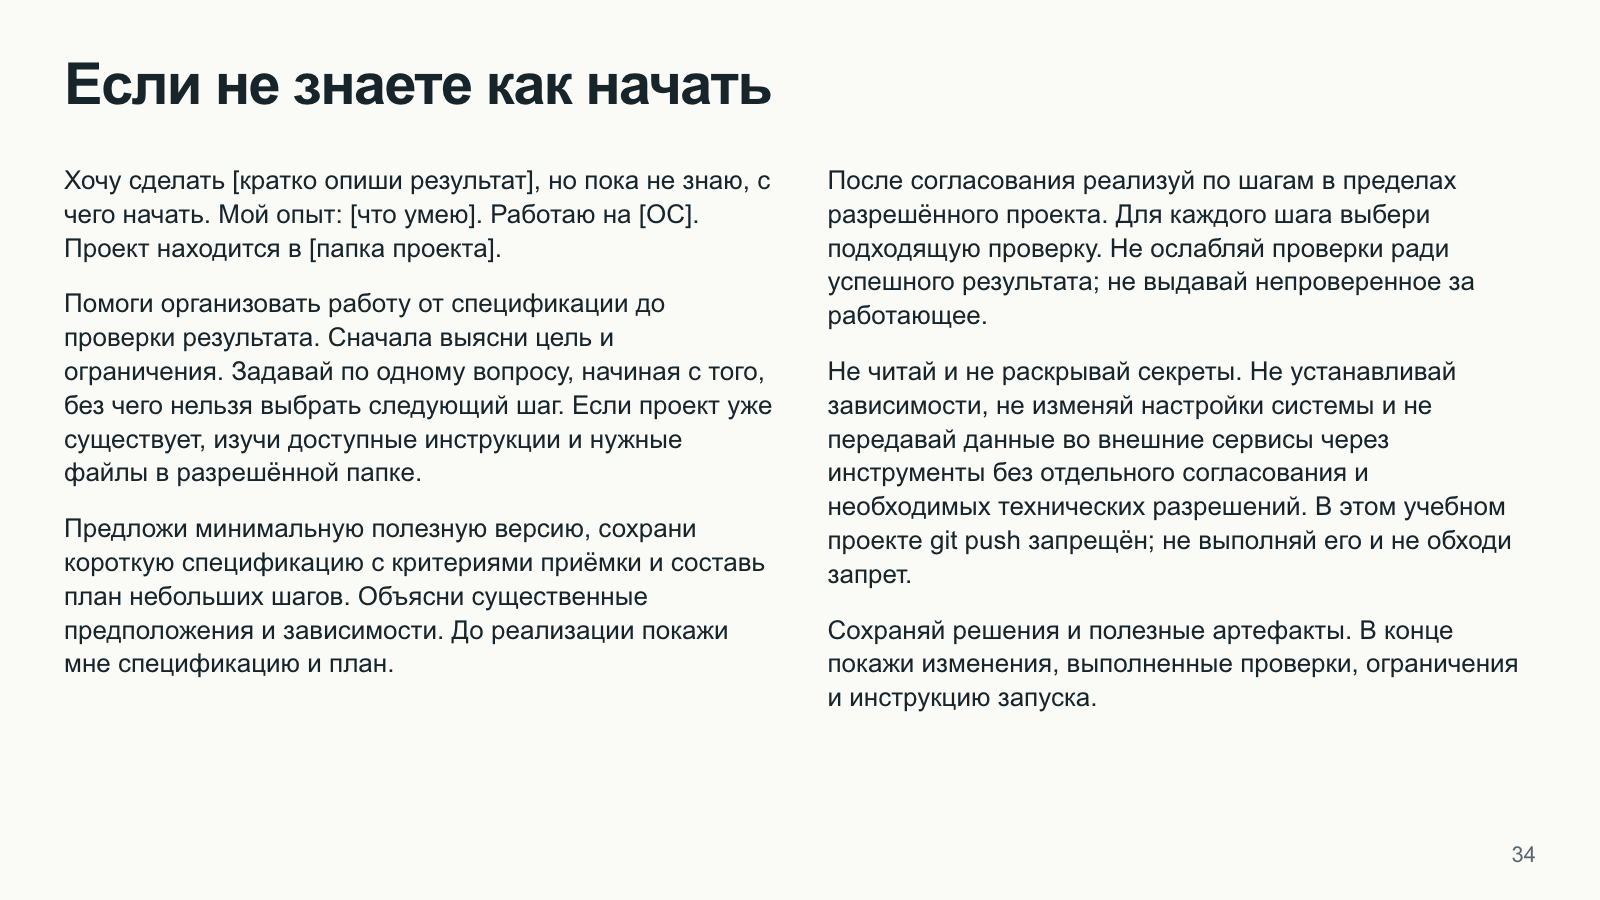 Если не знаете как начать
Хочу сделать [кратко опиши результат], но пока не знаю, с
чего начать. Мой опыт: [что умею]. Работаю на [ОС].
Проект находится в [папка проекта].
Помоги организовать работу от спецификации до
проверки результата. Сначала выясни цель и
ограничения. Задавай по одному вопросу, начиная с того,
без чего нельзя выбрать следующий шаг. Если проект уже
существует, изучи доступные инструкции и нужные
файлы в разрешённой папке.
Предложи минимальную полезную версию, сохрани
короткую спецификацию с критериями приёмки и составь
план небольших шагов. Объясни существенные
предположения и зависимости. До реализации покажи
мне спецификацию и план.
После согласования реализуй по шагам в пределах
разрешённого проекта. Для каждого шага выбери
подходящую проверку. Не ослабляй проверки ради
успешного результата; не выдавай непроверенное за
работающее.
Не читай и не раскрывай секреты. Не устанавливай
зависимости, не изменяй настройки системы и не
передавай данные во внешние сервисы через
инструменты без отдельного согласования и
необходимых технических разрешений. В этом учебном
проекте git push запрещён; не выполняй его и не обходи
запрет.
Сохраняй решения и полезные артефакты. В конце
покажи изменения, выполненные проверки, ограничения
и инструкцию запуска.
34